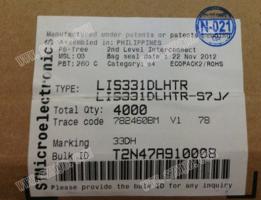 Manufactured under patents or patents pending
Assembled in: PHILIPPINES
Pb-free 2nd Level Interconnect
MSL: 03 Bag seal date: 22 Nov 2012
PBT: 260 C Category: e4 ECOPACK2/ROHS
TYPE: LIS331DLHTR
LIS331DLHTR-S7J/
Total Qty: 4000
Trace code 782460BM V1 78
Marking 33DH
Bulk ID T2N47A910008
Please provide the bulk ID for any inquiry
STMicroelectronics
N-021